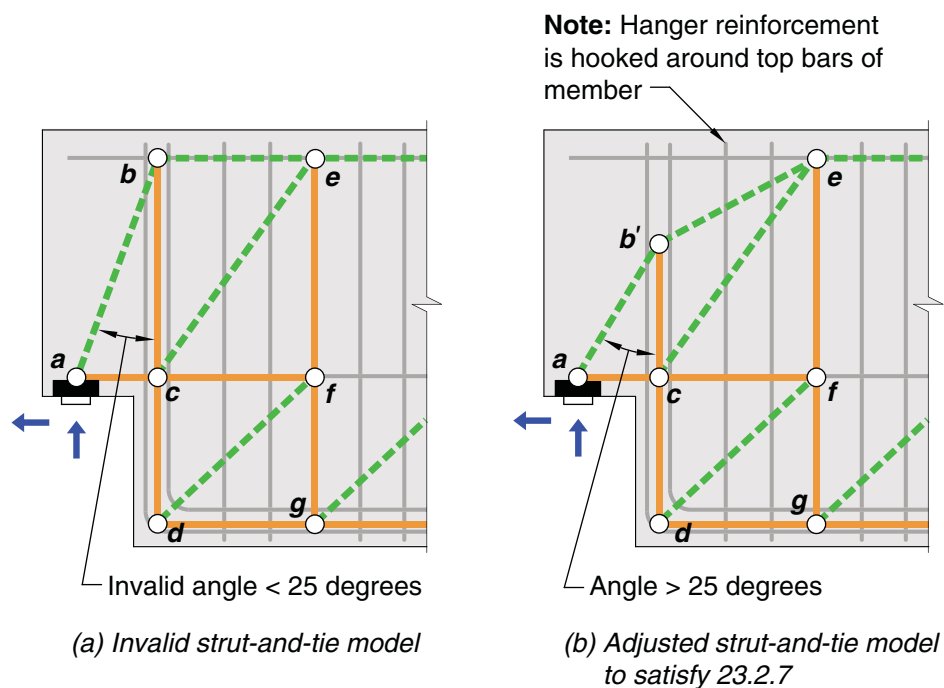 Note: Hanger reinforcement
is hooked around top bars of
member
b
e
a
c
f
d
g
Invalid angle < 25 degrees
(a) Invalid strut-and-tie model
e
b'
a
c
f
d
g
Angle > 25 degrees
(b) Adjusted strut-and-tie model
to satisfy 23.2.7